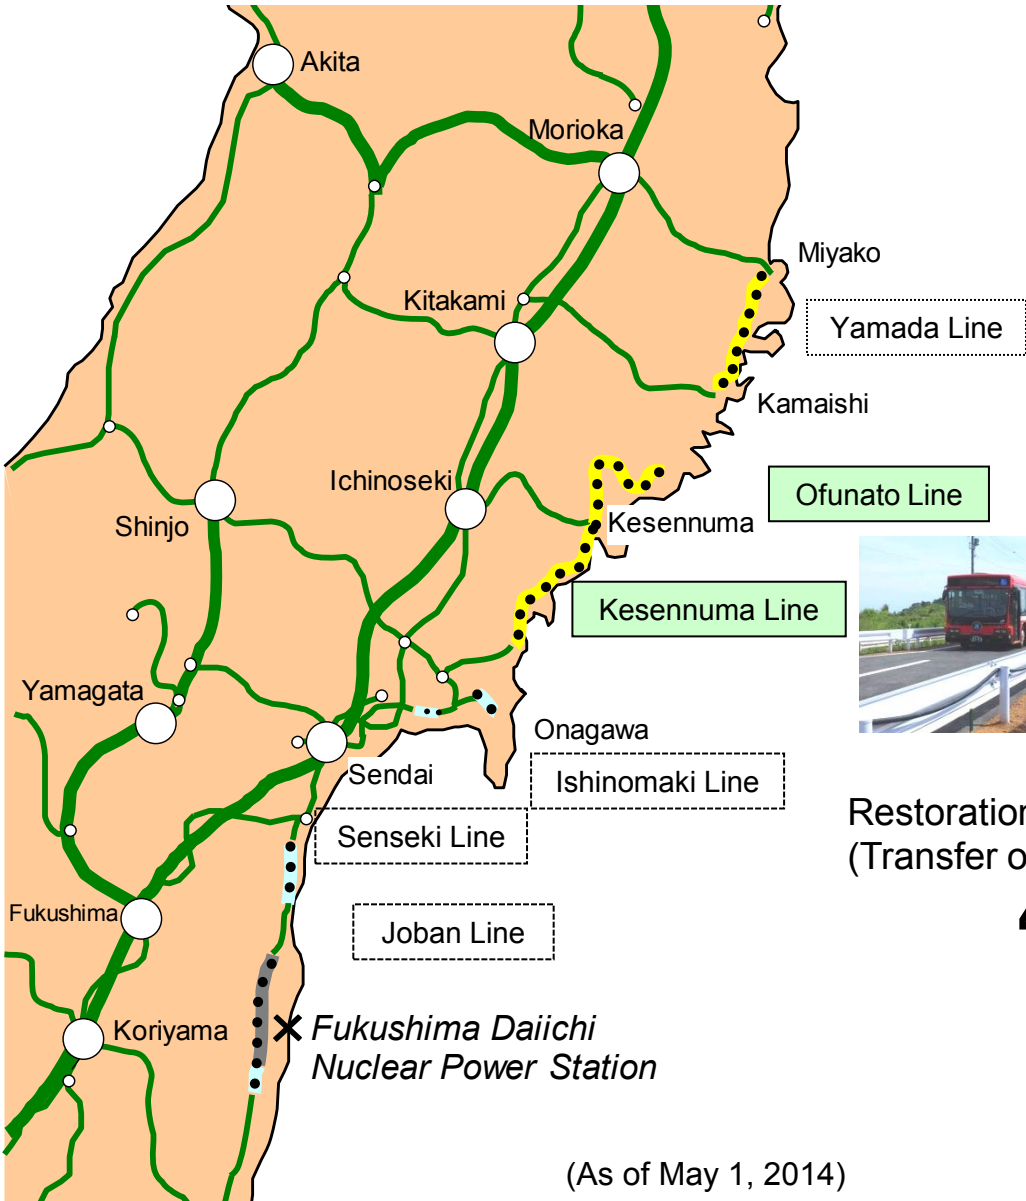 Akita
Morioka
Miyako
Kitakami
Yamada Line
Kamaishi
Ichinoseki
Ofunato Line
Shinjo
Kesennuma
Kesennuma Line
Yamagata
Onagawa
Sendai
Ishinomaki Line
Restoration
(Transfer o
Senseki Line
Fukushima
Joban Line
Koriyama
Fukushima Daiichi
Nuclear Power Station
(As of May 1, 2014)